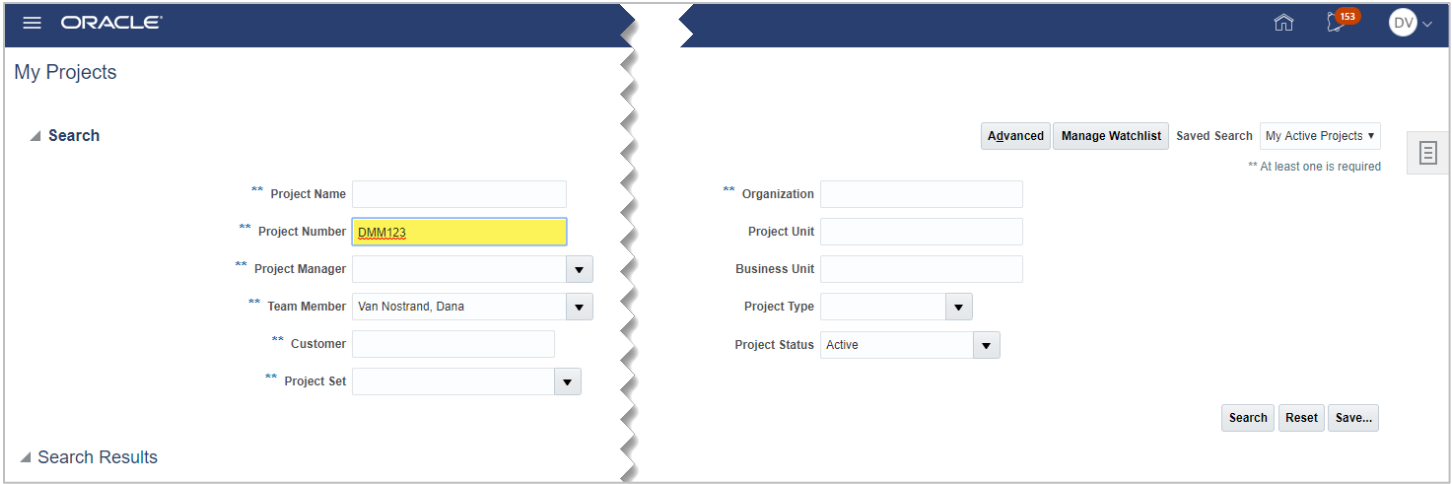 ORACLE 153 DV
My Projects
Search
Advanced Manage Watchlist Saved Search My Active Projects
** At least one is required
** Project Name
** Project Number DMM123
** Project Manager
** Team Member Van Nostrand, Dana
** Customer
** Project Set
** Organization
Project Unit
Business Unit
Project Type
Project Status Active
Search Reset Save...
Search Results